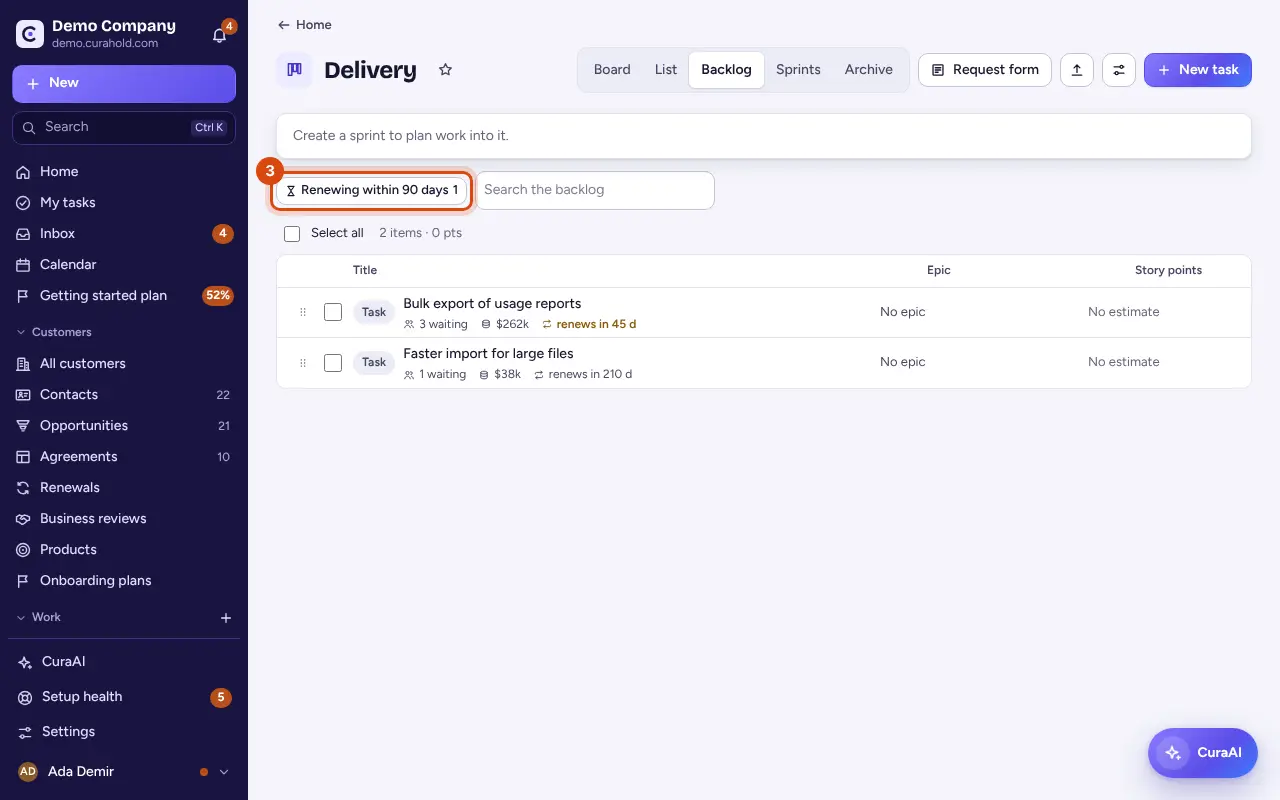 Demo Company
demo.curahold.com
4
New
Search
Ctrl K
Home
My tasks
Inbox
4
Calendar
Getting started plan
52%
Customers
All customers
Contacts
22
Opportunities
21
Agreements
10
Renewals
Business reviews
Products
Onboarding plans
Work
CuraAI
Setup health
5
Settings
AD
Ada Demir
Home
Delivery
Board
List
Backlog
Sprints
Archive
Request form
New task
Create a sprint to plan work into it.
3
Renewing within 90 days 1
Search the backlog
Select all
2 items · 0 pts
Title
Epic
Story points
Task
Bulk export of usage reports
3 waiting
$262k
renews in 45 d
No epic
No estimate
Task
Faster import for large files
1 waiting
$38k
renews in 210 d
No epic
No estimate
CuraAI